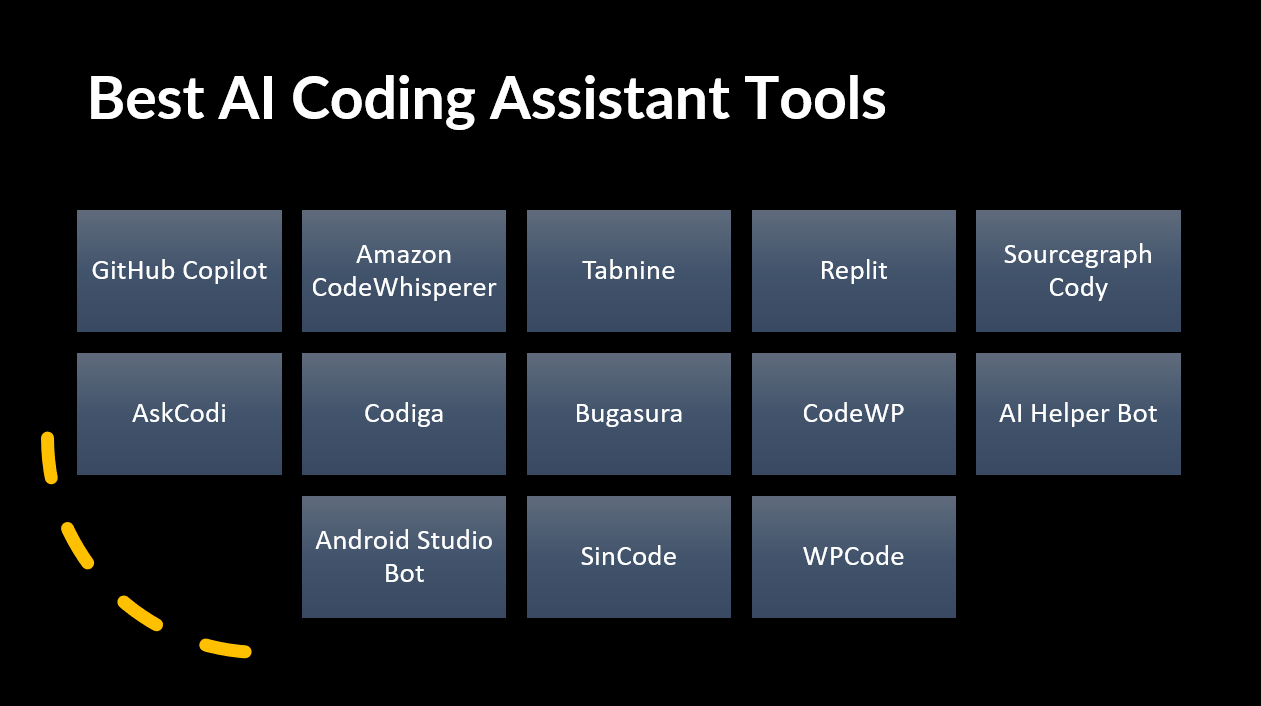 Best AI Coding Assistant Tools
GitHub Copilot
Amazon
CodeWhisperer
Tabnine
Replit
Sourcegraph
Cody
AskCodi
Codiga
Bugasura
CodeWP
AI Helper Bot
Android Studio
Bot
SinCode
WPCode